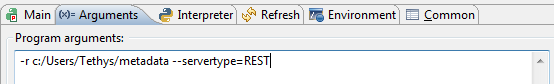 Main (x)= Arguments Interpreter Refresh Environment Common
Program arguments:
-r c:/Users/Tethys/metadata --servertype=REST